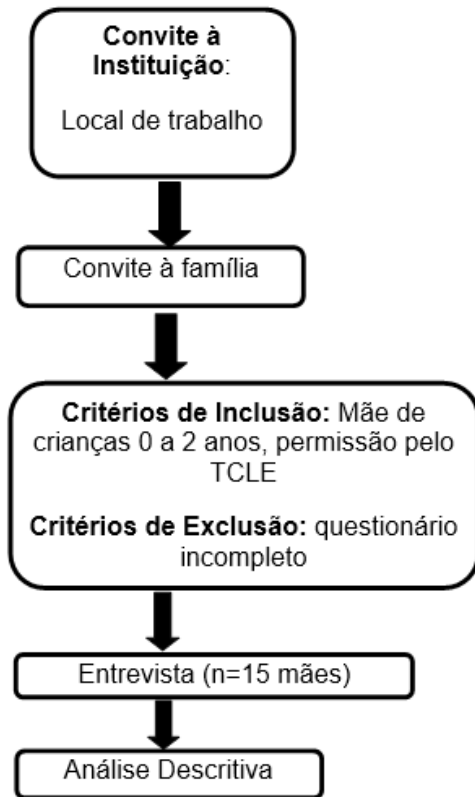 Convite à
Instituição:
Local de trabalho
Convite à família
Critérios de Inclusão: Mãe de
crianças 0 a 2 anos, permissão pelo
TCLE
Critérios de Exclusão: questionário
incompleto
Entrevista (n=15 mães)
Análise Descritiva